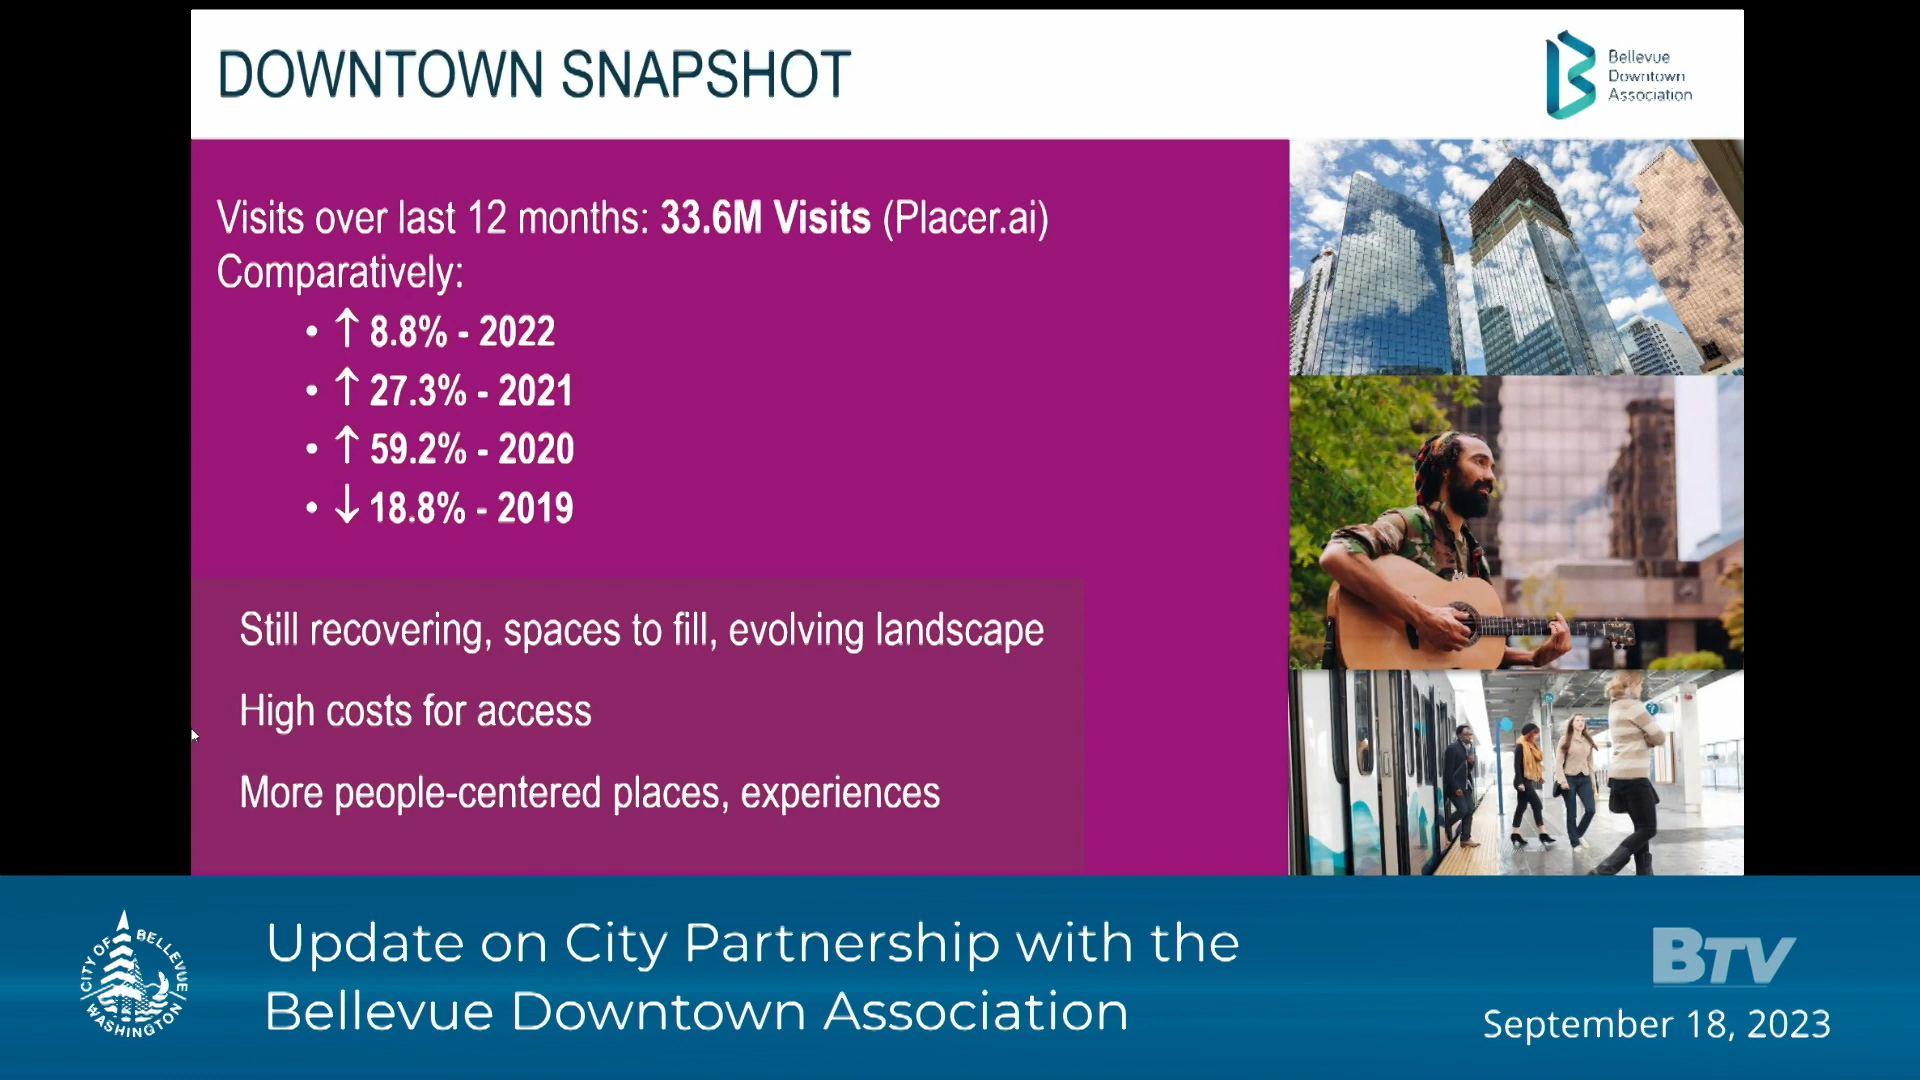 DOWNTOWN SNAPSHOT
Bellevue
Downtown
Association
Visits over last 12 months: 33.6M Visits (Placer.ai)
Comparatively:
• ↑ 8.8% - 2022
• ↑ 27.3% - 2021
• ↑ 59.2% - 2020
• ↓ 18.8% - 2019
Still recovering, spaces to fill, evolving landscape
High costs for access
More people-centered places, experiences
CITY OF BELLEVUE
WASHINGTON
Update on City Partnership with the
Bellevue Downtown Association
BTV
September 18, 2023